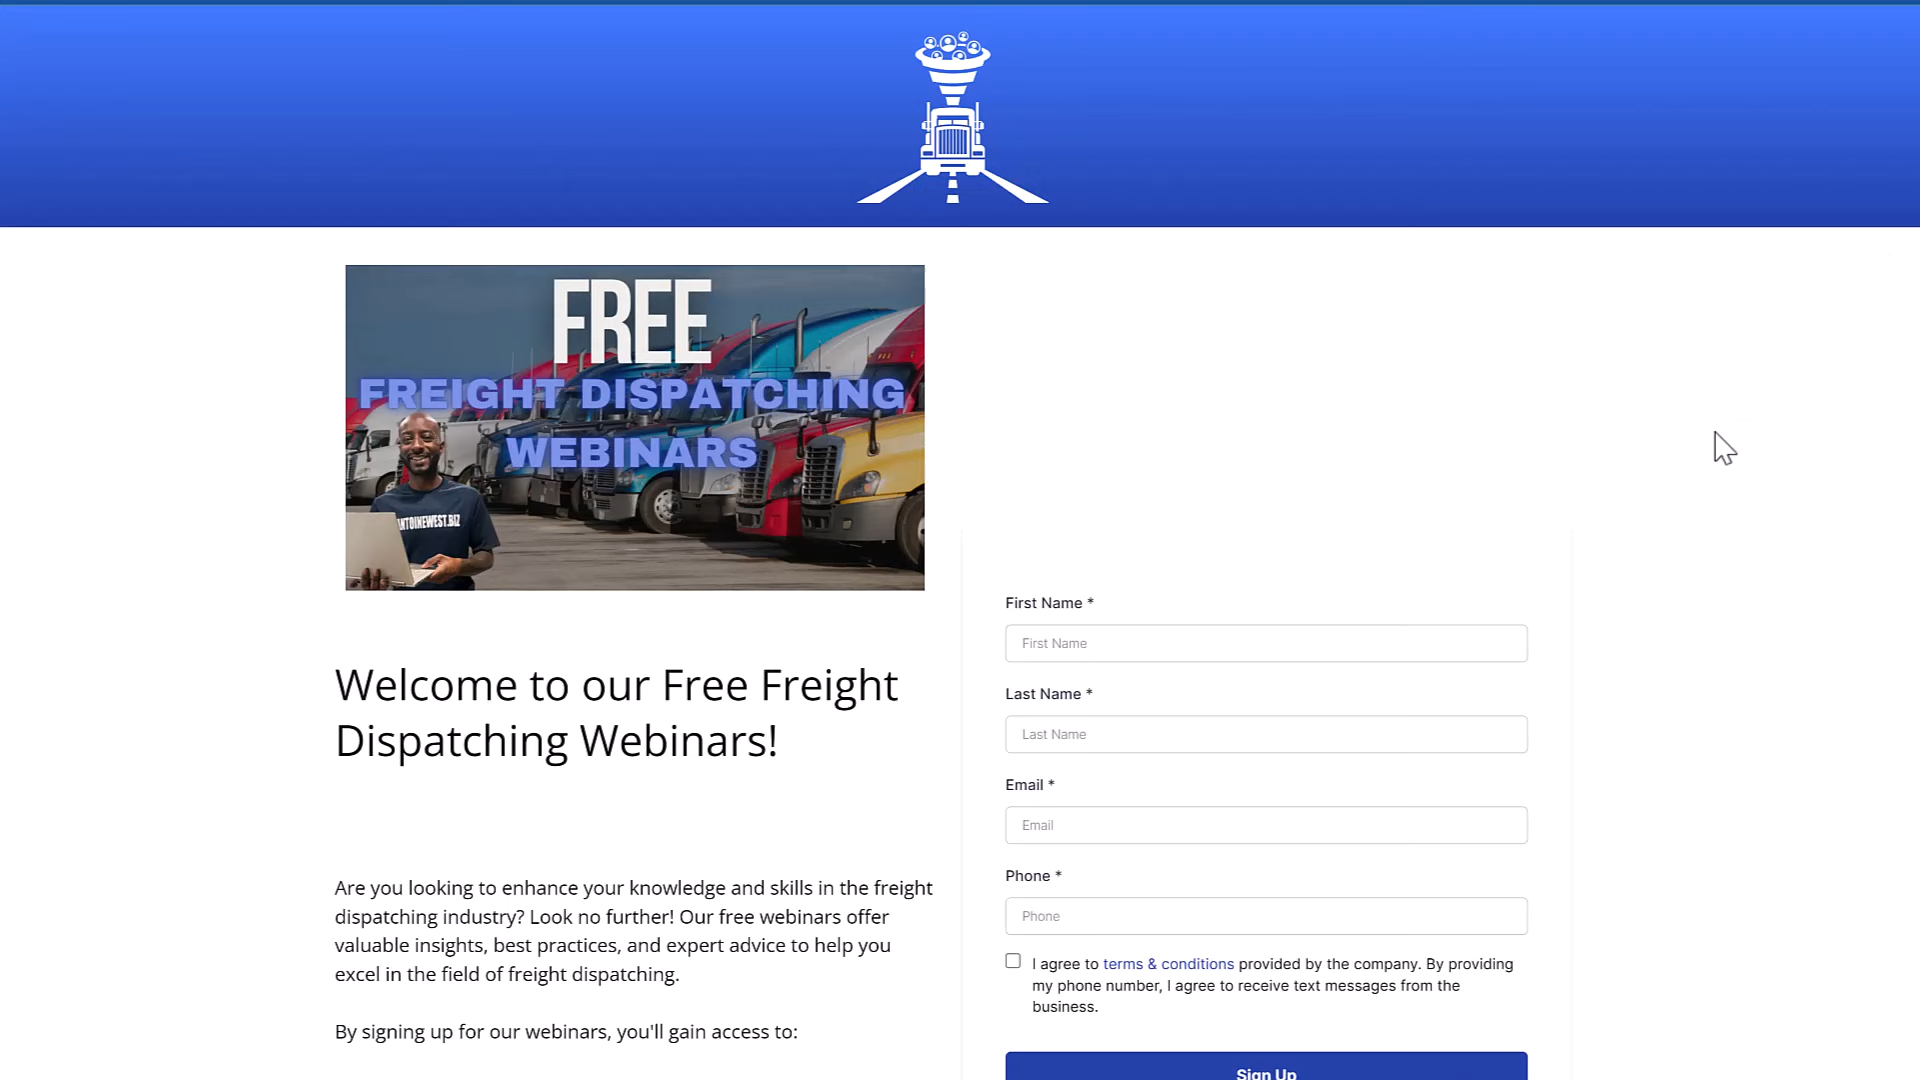 FREE
FREIGHT DISPATCHING
WEBINARS
ANTOINEWEST.BIZ
Welcome to our Free Freight
Dispatching Webinars!
Are you looking to enhance your knowledge and skills in the freight
dispatching industry? Look no further! Our free webinars offer
valuable insights, best practices, and expert advice to help you
excel in the field of freight dispatching.
By signing up for our webinars, you'll gain access to:
First Name *
First Name
Last Name *
Last Name
Email *
Email
Phone *
Phone
I agree to terms & conditions provided by the company. By providing
my phone number, I agree to receive text messages from the
business.
Sign Up